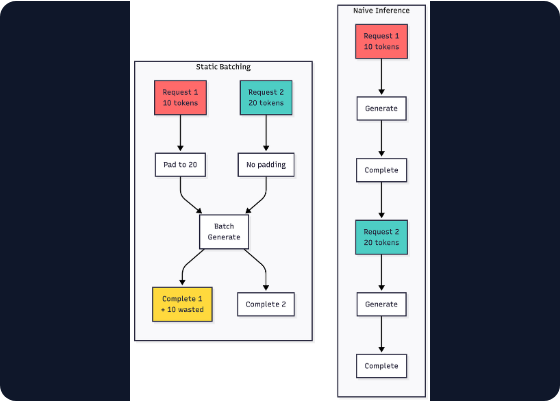 Static Batching
Request 1
10 tokens
Request 2
20 tokens
Pad to 20
No padding
Batch
Generate
Complete 1
+ 10 wasted
Complete 2
Naive Inference
Request 1
10 tokens
Generate
Complete
Request 2
20 tokens
Generate
Complete